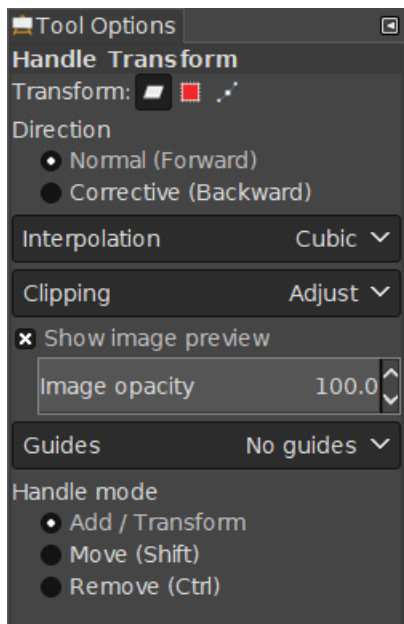 Tool Options
Handle Transform
Transform:
Direction
Normal (Forward)
Corrective (Backward)
Interpolation Cubic
Clipping Adjust
Show image preview
Image opacity 100.0
Guides No guides
Handle mode
Add / Transform
Move (Shift)
Remove (Ctrl)